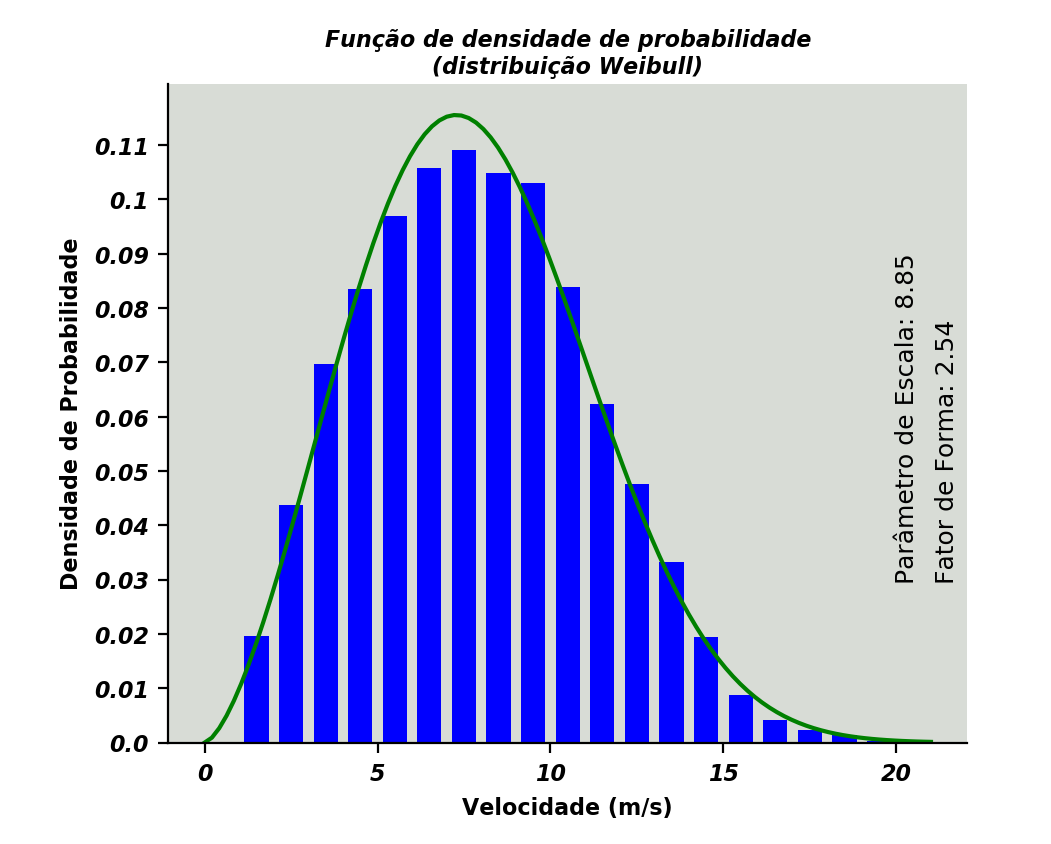 Função de densidade de probabilidade
(distribuição Weibull)
Densidade de Probabilidade
0.11
0.1
0.09
0.08
0.07
0.06
0.05
0.04
0.03
0.02
0.01
0.0
0 5 10 15 20
Velocidade (m/s)
Parâmetro de Escala: 8.85
Fator de Forma: 2.54